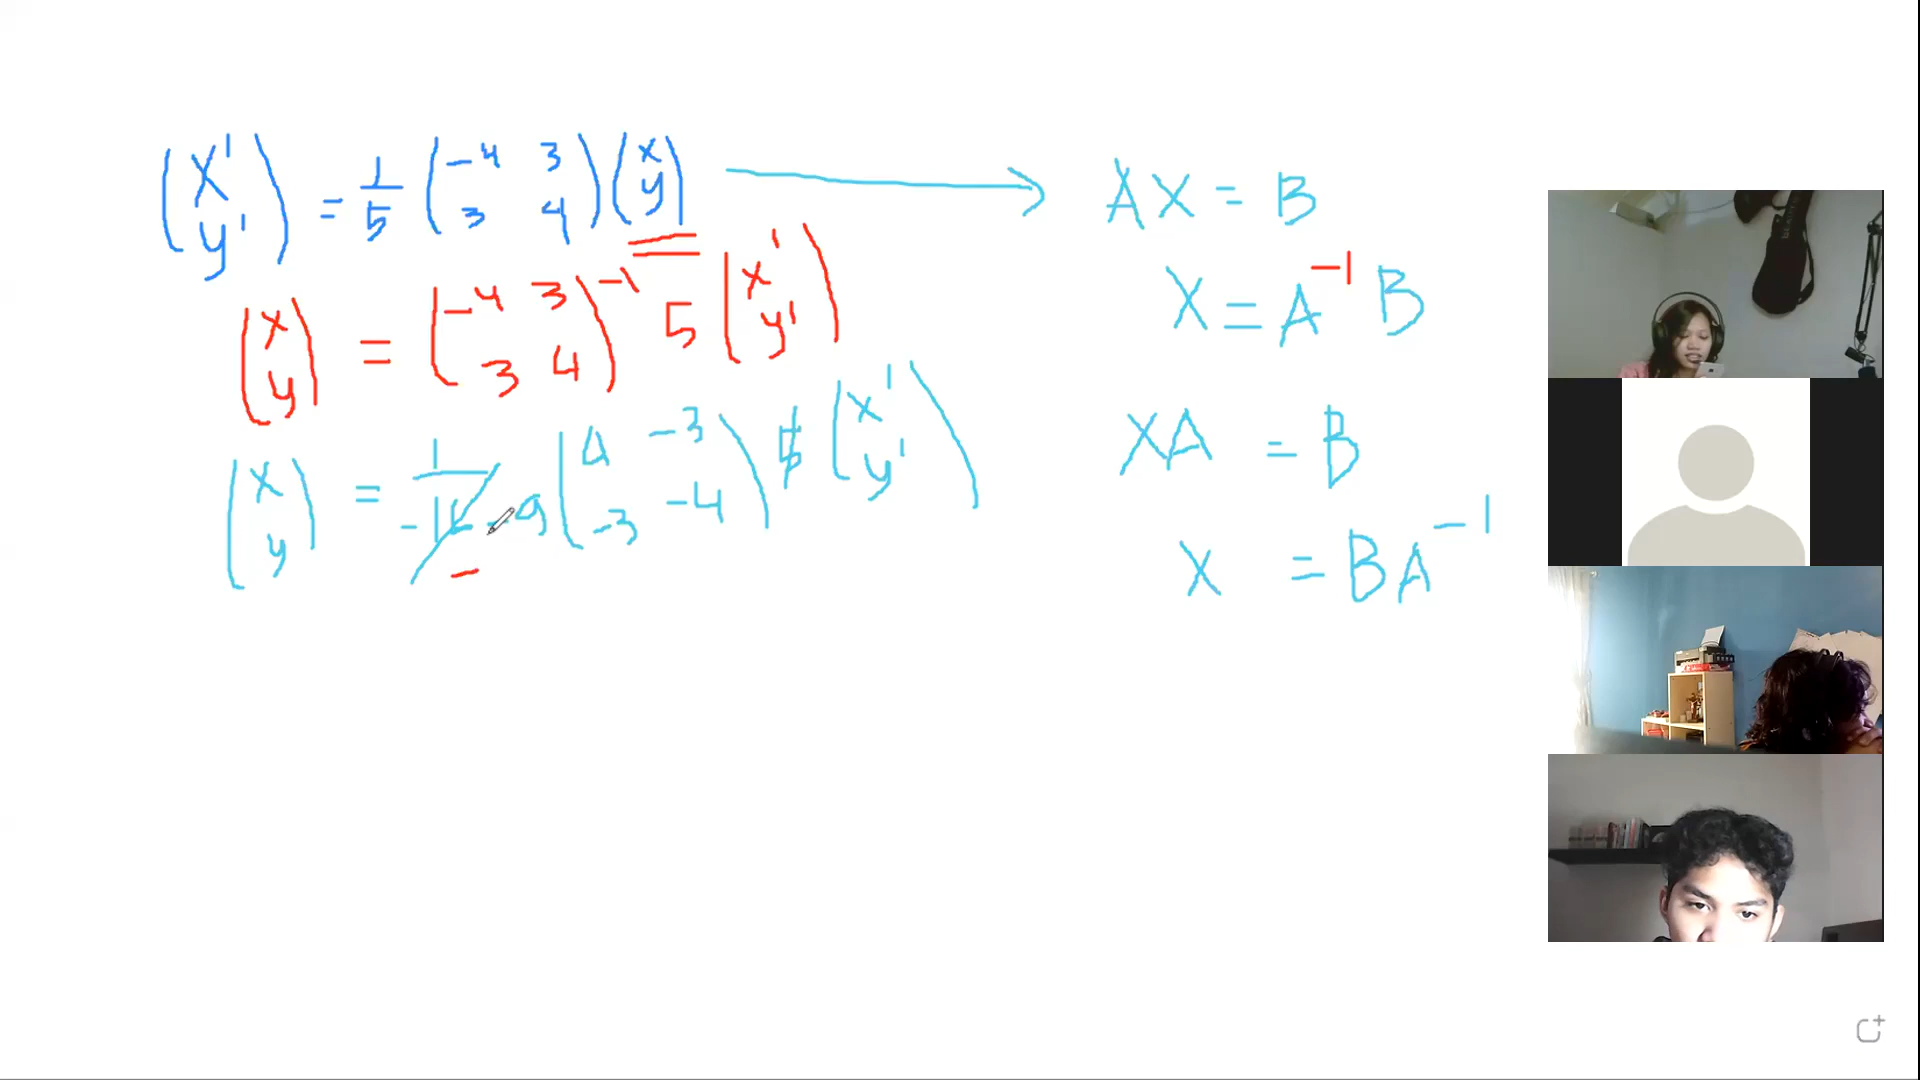 (x' y') = 1/5 (-4 3 3 4) (x y) → AX = B
(x y) = (-4 3 3 4)⁻¹ 5 (x' y')
X = A⁻¹ B
(x y) = 1/-16-9 (4 -3 -3 -4) 5 (x' y')
XA = B
X = BA⁻¹